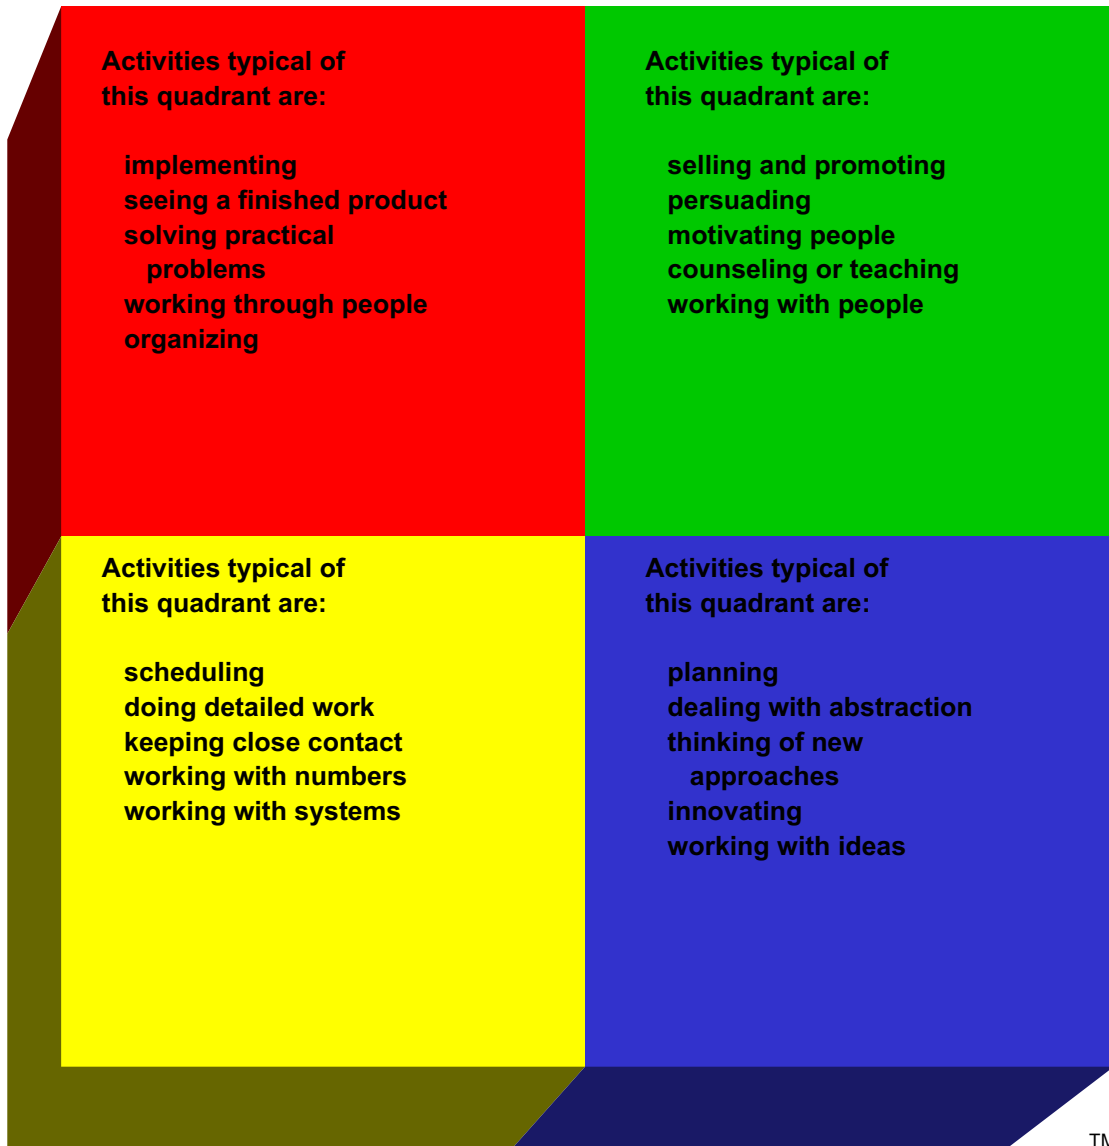 Activities typical of
this quadrant are:
implementing
seeing a finished product
solving practical
problems
working through people
organizing
Activities typical of
this quadrant are:
selling and promoting
persuading
motivating people
counseling or teaching
working with people
Activities typical of
this quadrant are:
scheduling
doing detailed work
keeping close contact
working with numbers
working with systems
Activities typical of
this quadrant are:
planning
dealing with abstraction
thinking of new
approaches
innovating
working with ideas
TM